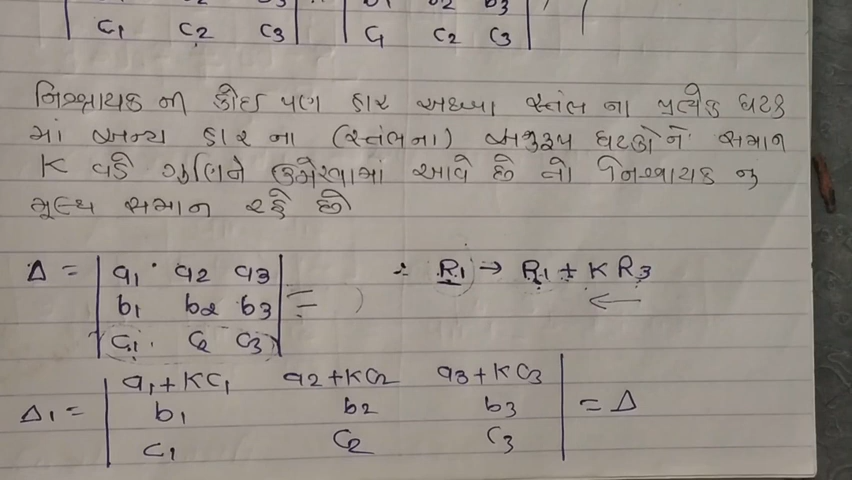 | c1 c2 c3 | | c1 c2 c3 |
નિશ્ચાયક ની કોઈ પણ હાર અથવા સ્તંભ ના પ્રત્યેક ઘટક
માં અન્ય હાર ના (સ્તંભના) અનુરૂપ ઘટકોને સમાન
K વડે ગુણિને ઉમેરવામાં આવે છે તો નિશ્ચાયક નુ
મૂલ્ય સમાન રહે છે
Δ = | a1 a2 a3 | ∴ R1 → R1 + K R3
| b1 b2 b3 | =
| c1 c2 c3 |
| a1+KC1 a2+KC2 a3+KC3 |
Δ1 = | b1 b2 b3 | = Δ
| c1 c2 c3 |